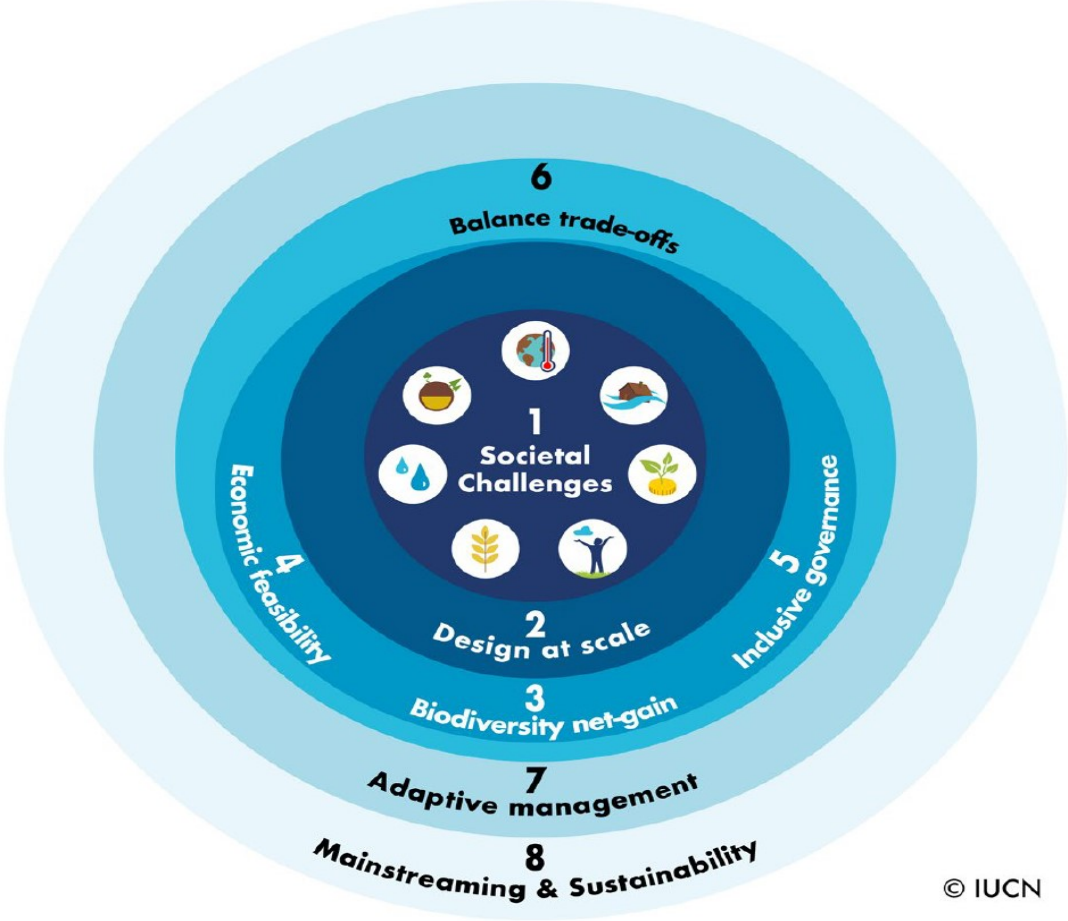 6
Balance trade-offs
1
Societal
Challenges
4
Economic feasibility
5
Inclusive governance
2
Design at scale
3
Biodiversity net-gain
7
Adaptive management
8
Mainstreaming & Sustainability
© IUCN